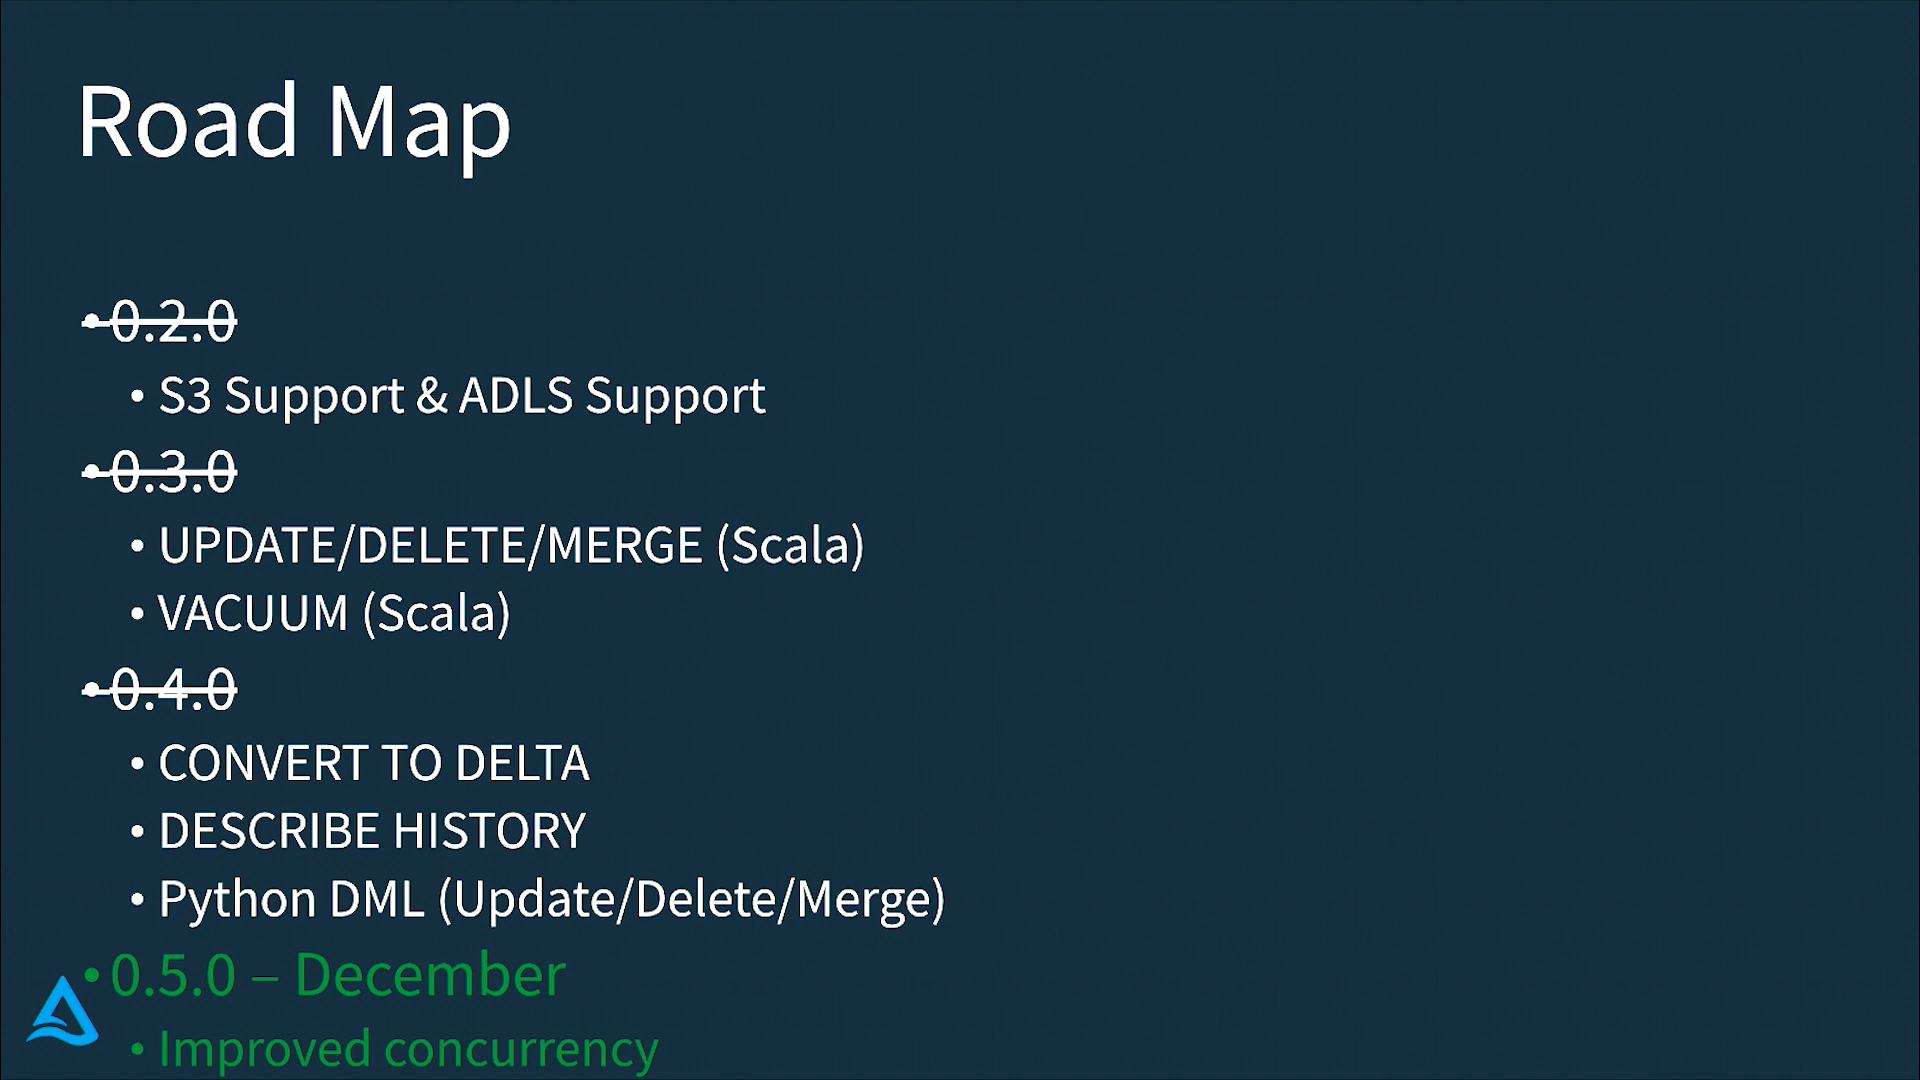 Road Map
• 0.2.0
• S3 Support & ADLS Support
• 0.3.0
• UPDATE/DELETE/MERGE (Scala)
• VACUUM (Scala)
• 0.4.0
• CONVERT TO DELTA
• DESCRIBE HISTORY
• Python DML (Update/Delete/Merge)
• 0.5.0 – December
• Improved concurrency